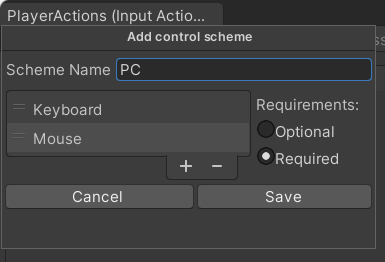 PlayerActions (Input Actio...
Add control scheme
Scheme Name PC
Keyboard
Mouse
Requirements:
Optional
Required
+ −
Cancel
Save